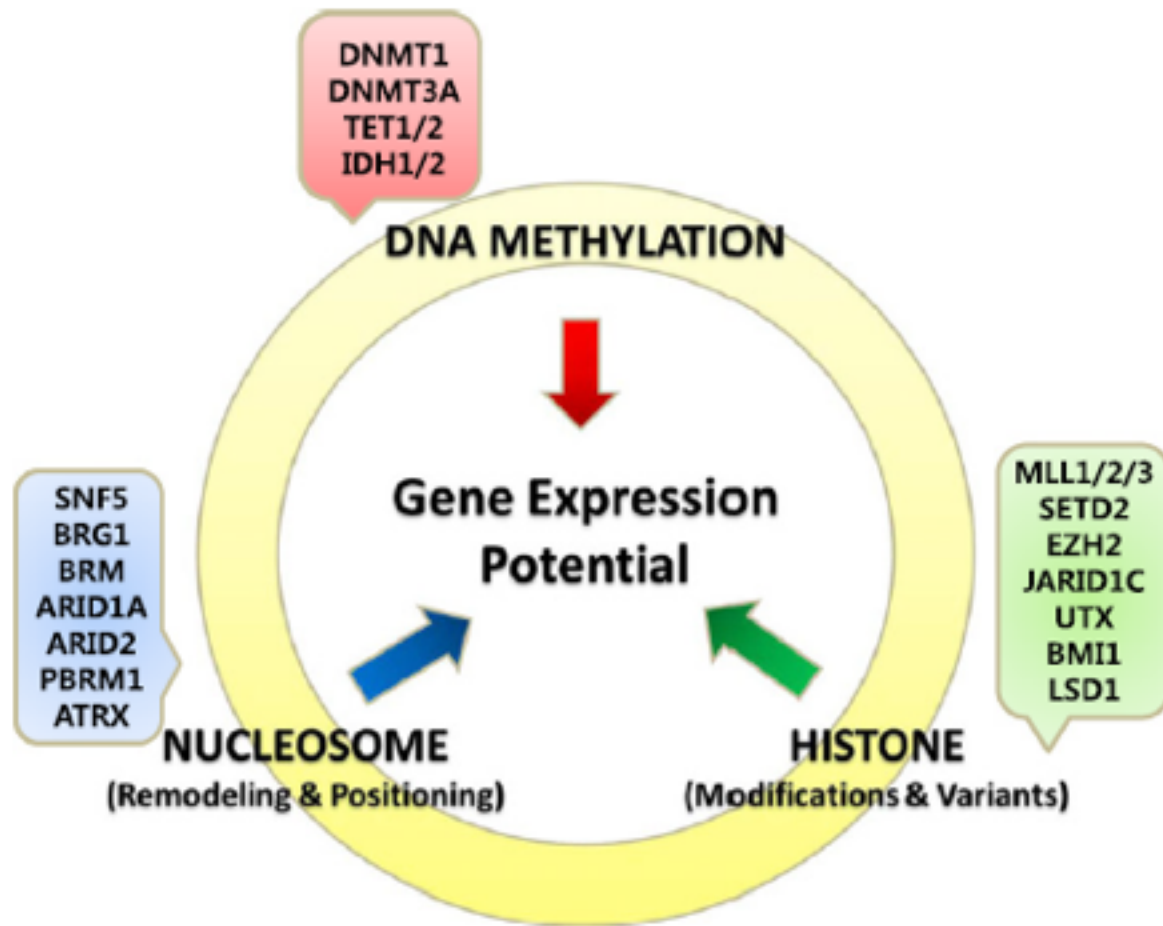 DNMT1
DNMT3A
TET1/2
IDH1/2
DNA METHYLATION
Gene Expression
Potential
SNF5
BRG1
BRM
ARID1A
ARID2
PBRM1
ATRX
MLL1/2/3
SETD2
EZH2
JARID1C
UTX
BMI1
LSD1
NUCLEOSOME
(Remodeling & Positioning)
HISTONE
(Modifications & Variants)